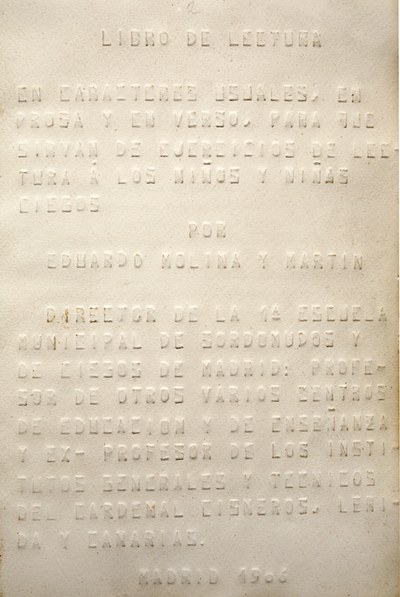 2
LIBRO DE LECTURA
EN CARACTERES USUALES, EN
PROSA Y EN VERSO, PARA QUE
SIRVAN DE EJERCICIOS DE LEC
TURA Á LOS NIÑOS Y NIÑAS
CIEGOS
POR
EDUARDO MOLINA Y MARTIN
DIRECTOR DE LA 1ª ESCUELA
MUNICIPAL DE SORDOMUDOS Y
DE CIEGOS DE MADRID: PROFE-
SOR DE OTROS VARIOS CENTROS
DE EDUCACION Y DE ENSEÑANZA
Y EX- PROFESOR DE LOS INSTI
TUTOS GENERALES Y TECNICOS
DEL CARDENAL CISNEROS, LERI
DA Y CANARIAS.
MADRID